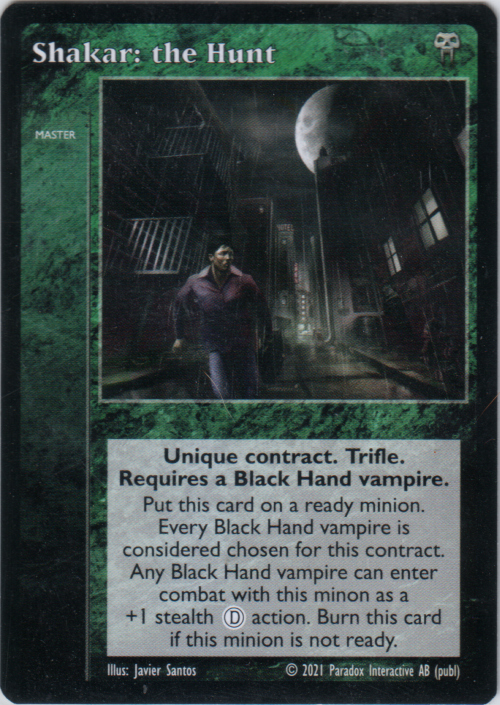 Shakar: the Hunt
MASTER
Unique contract. Trifle.
Requires a Black Hand vampire.
Put this card on a ready minion.
Every Black Hand vampire is
considered chosen for this contract.
Any Black Hand vampire can enter
combat with this minon as a
+1 stealth Ⓓ action. Burn this card
if this minion is not ready.
Illus: Javier Santos
© 2021 Paradox Interactive AB (publ)